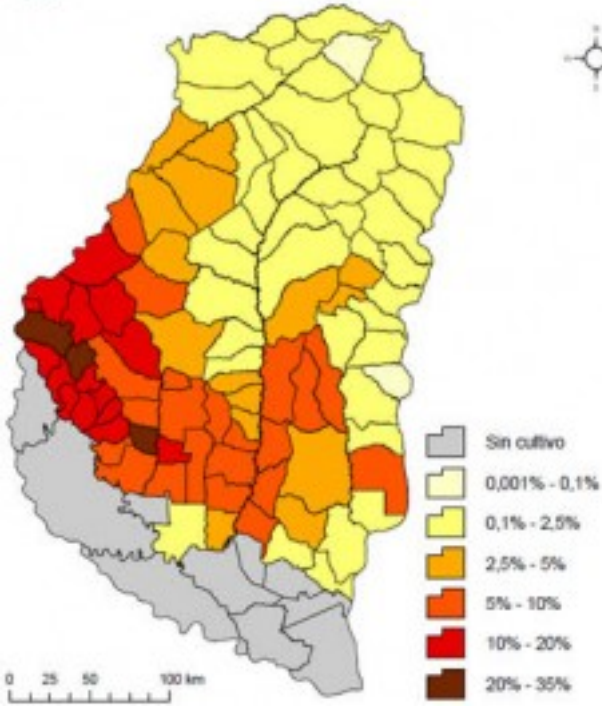 Sin cultivo
0,001% - 0,1%
0,1% - 2,5%
2,5% - 5%
5% - 10%
10% - 20%
20% - 35%
0 25 50 100 km